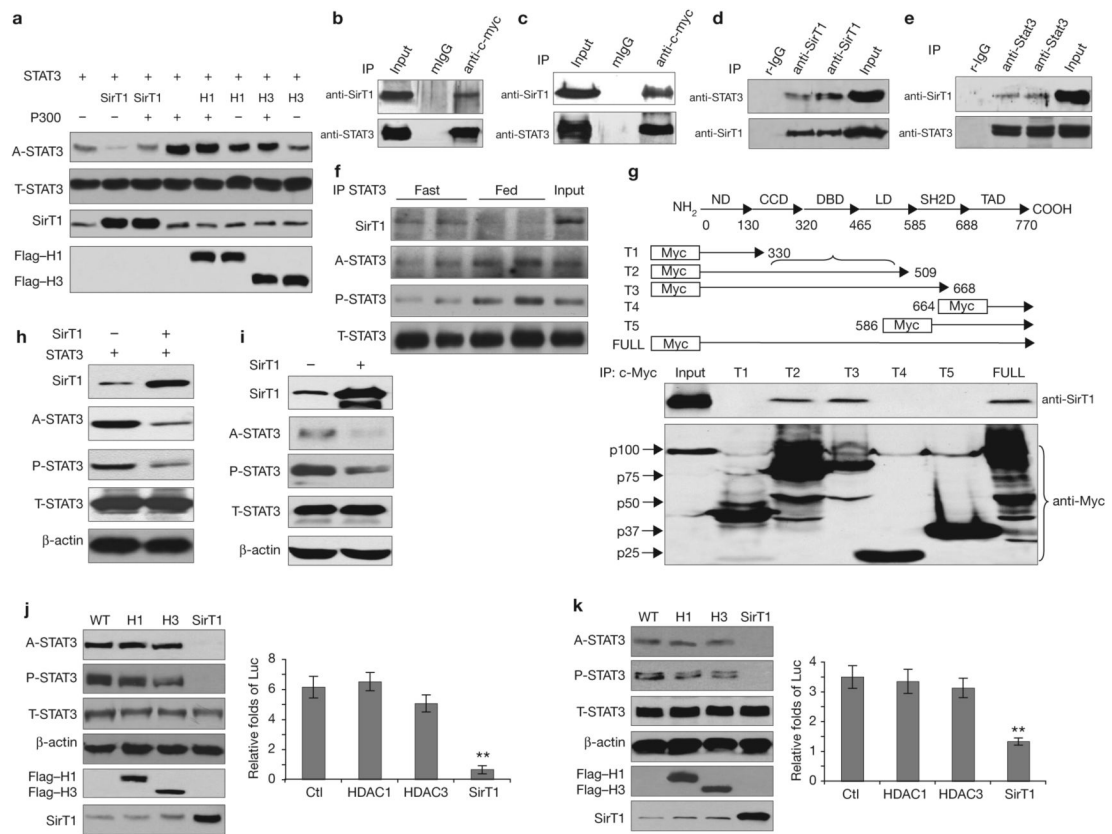 a
STAT3 + + + + + + + +
SirT1 SirT1 H1 H1 H3 H3
P300 – – + + + – + –
A-STAT3
T-STAT3
SirT1
Flag–H1
Flag–H3
b
IP Input mIgG anti-c-myc
anti-SirT1
anti-STAT3
c
IP Input mIgG anti-c-myc
anti-SirT1
anti-STAT3
d
IP r-IgG anti-SirT1 anti-SirT1 Input
anti-STAT3
anti-SirT1
e
IP r-IgG anti-Stat3 anti-Stat3 Input
anti-SirT1
anti-STAT3
f
IP STAT3 Fast Fed Input
SirT1
A-STAT3
P-STAT3
T-STAT3
g
ND CCD DBD LD SH2D TAD
NH2 COOH
0 130 320 465 585 688 770
T1 Myc 330
T2 Myc 509
T3 Myc 668
T4 664 Myc
T5 586 Myc
FULL Myc
IP: c-Myc Input T1 T2 T3 T4 T5 FULL
anti-SirT1
p100
p75
p50
p37
p25
anti-Myc
h
SirT1 – +
STAT3 + +
SirT1
A-STAT3
P-STAT3
T-STAT3
β-actin
i
SirT1 – +
SirT1
A-STAT3
P-STAT3
T-STAT3
β-actin
j
WT H1 H3 SirT1
A-STAT3
P-STAT3
T-STAT3
β-actin
Flag–H1
Flag–H3
SirT1
Relative folds of Luc
8
6
4
2
0
**
Ctl HDAC1 HDAC3 SirT1
k
WT H1 H3 SirT1
A-STAT3
P-STAT3
T-STAT3
β-actin
Flag–H1
Flag–H3
SirT1
Relative folds of Luc
4
3
2
1
0
**
Ctl HDAC1 HDAC3 SirT1